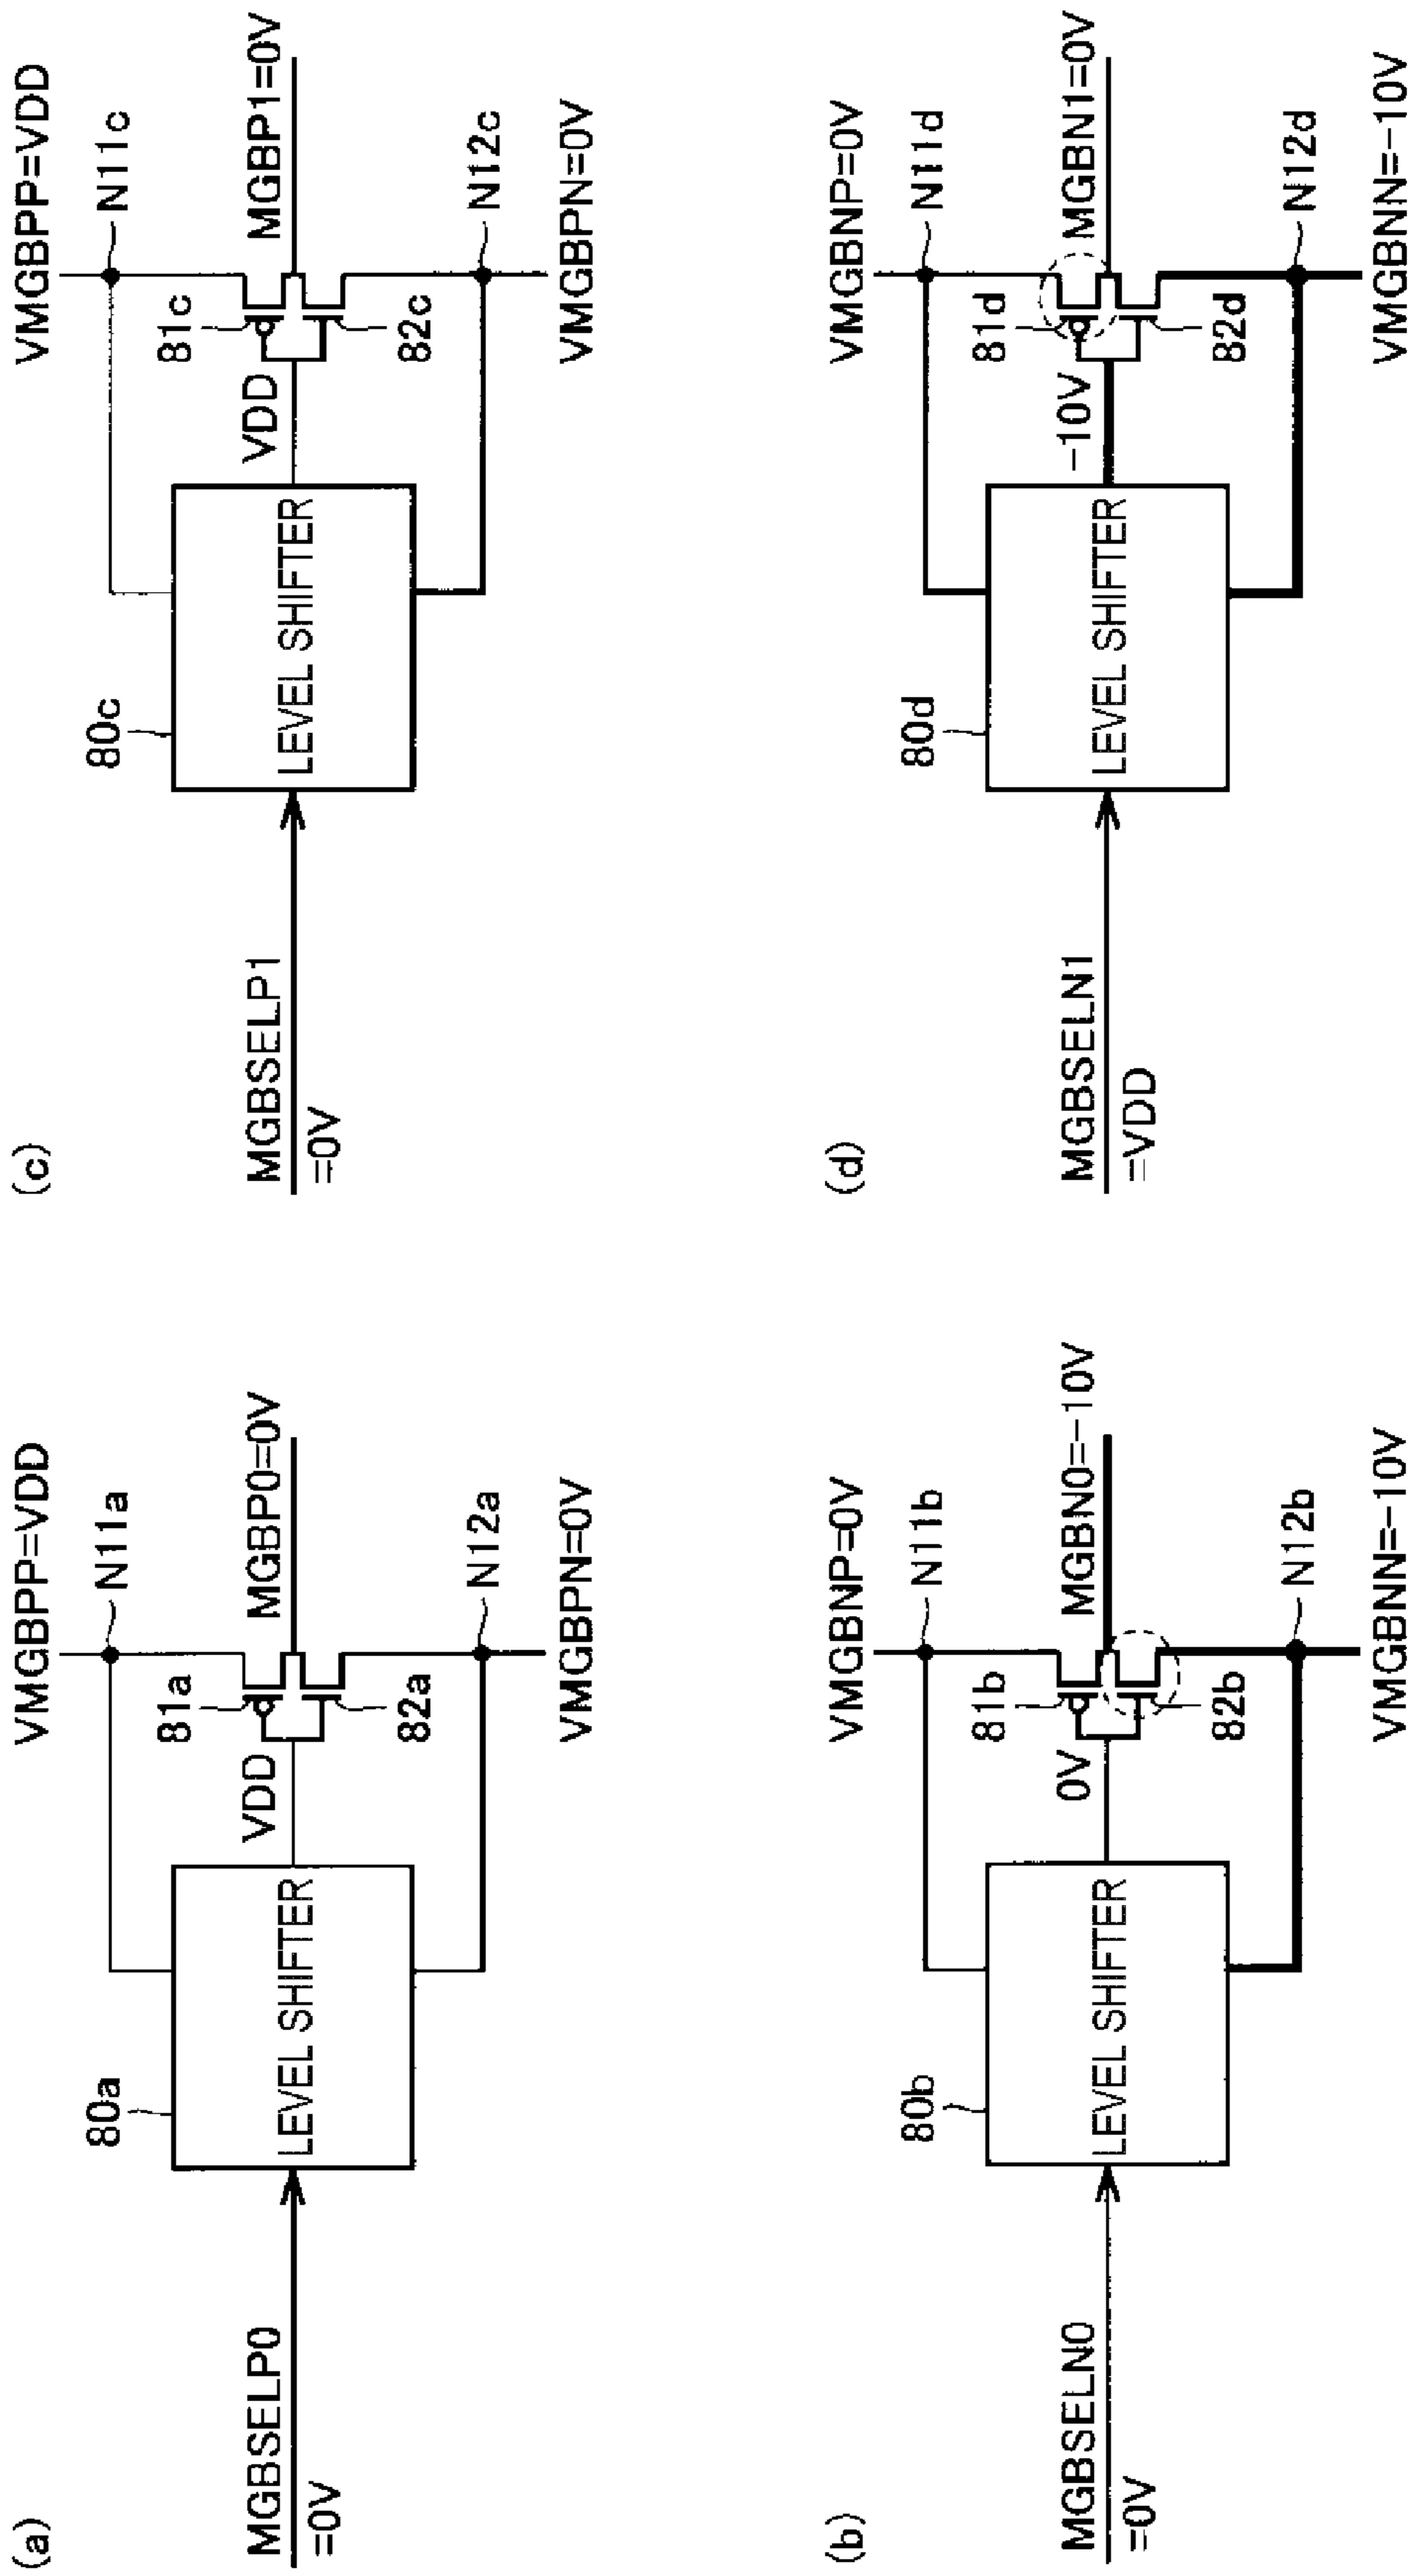 (a)
VMGBPP=VDD
N11a
81a
MGBP0=0V
VDD
80a
LEVEL SHIFTER
82a
N12a
MGBSELP0
=0V
VMGBPN=0V
(b)
VMGBNP=0V
N11b
81b
MGBN0=-10V
0V
80b
LEVEL SHIFTER
82b
N12b
MGBSELN0
=0V
VMGBNN=-10V
(c)
VMGBPP=VDD
N11c
81c
MGBP1=0V
VDD
80c
LEVEL SHIFTER
82c
N12c
MGBSELP1
=0V
VMGBPN=0V
(d)
VMGBNP=0V
N11d
81d
MGBN1=0V
-10V
80d
LEVEL SHIFTER
82d
N12d
MGBSELN1
=VDD
VMGBNN=-10V